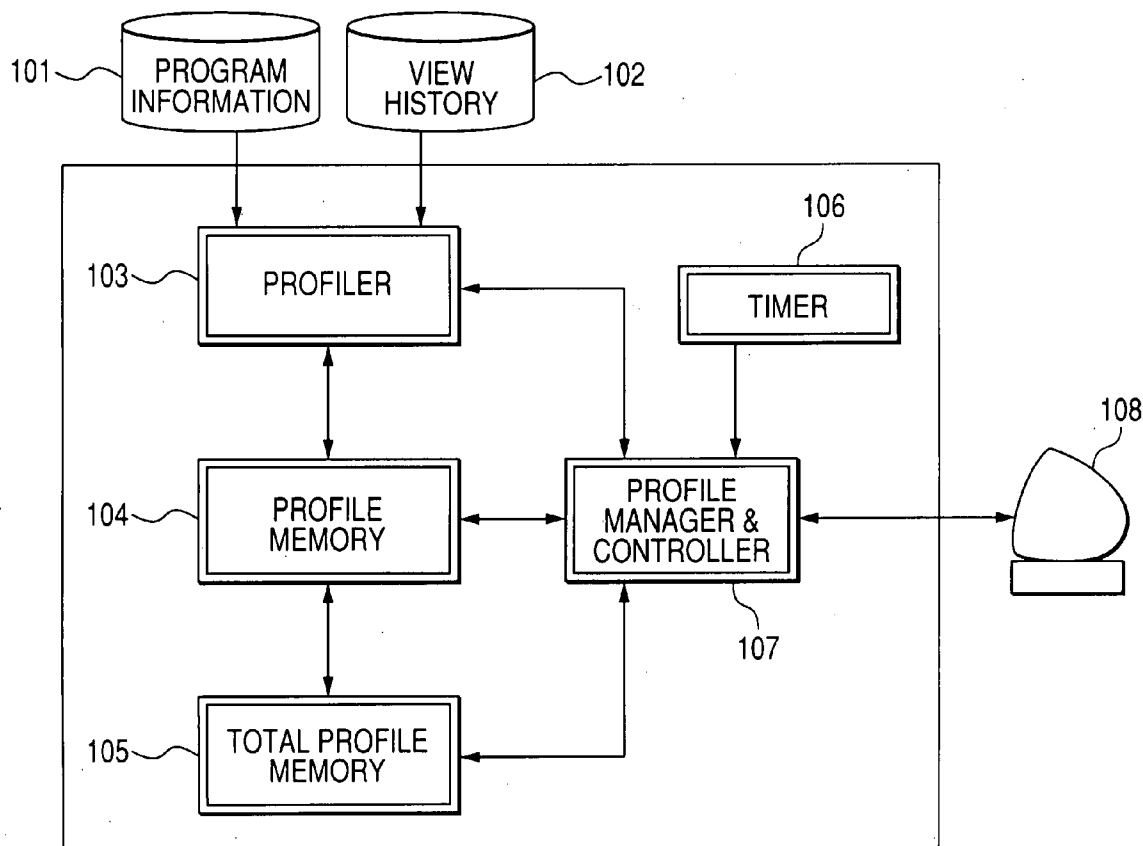 101
PROGRAM
INFORMATION
VIEW
HISTORY
102
103
PROFILER
106
TIMER
104
PROFILE
MEMORY
PROFILE
MANAGER &
CONTROLLER
107
108
105
TOTAL PROFILE
MEMORY